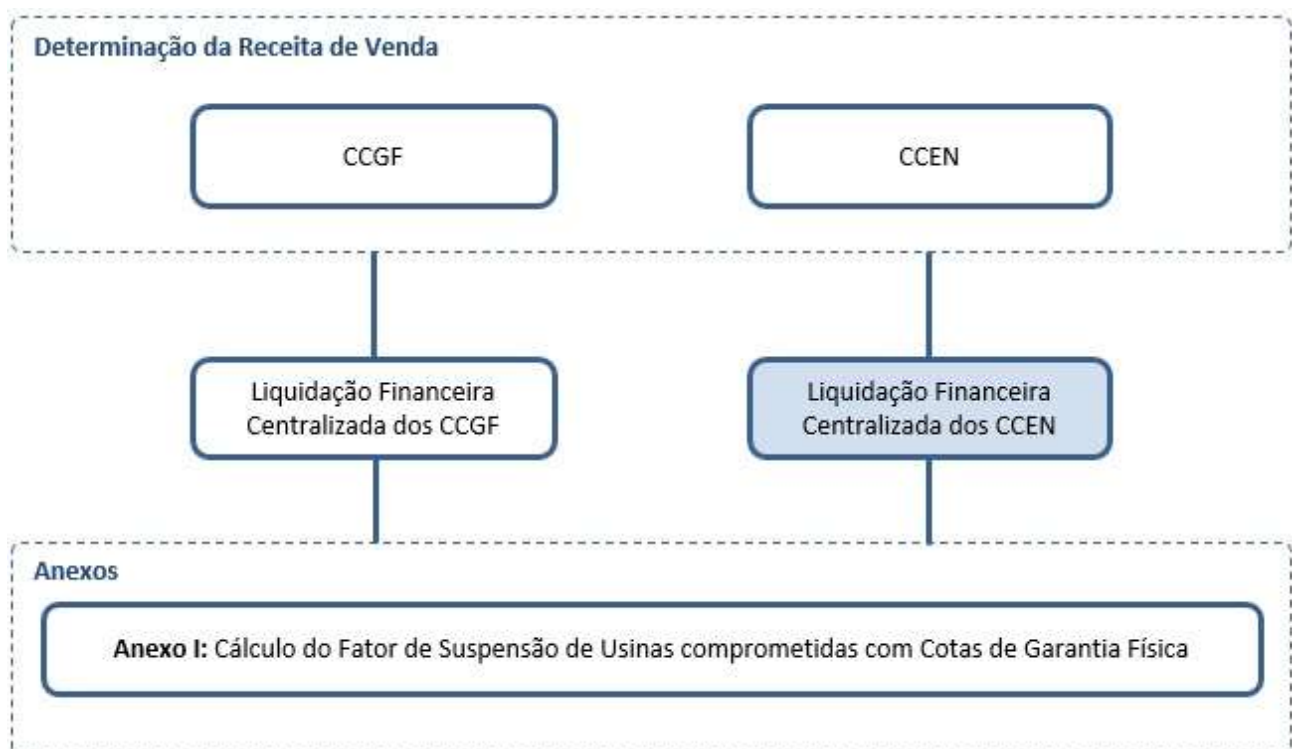 Determinação da Receita de Venda
CCGF
CCEN
Liquidação Financeira
Centralizada dos CCGF
Liquidação Financeira
Centralizada dos CCEN
Anexos
Anexo I: Cálculo do Fator de Suspensão de Usinas comprometidas com Cotas de Garantia Física